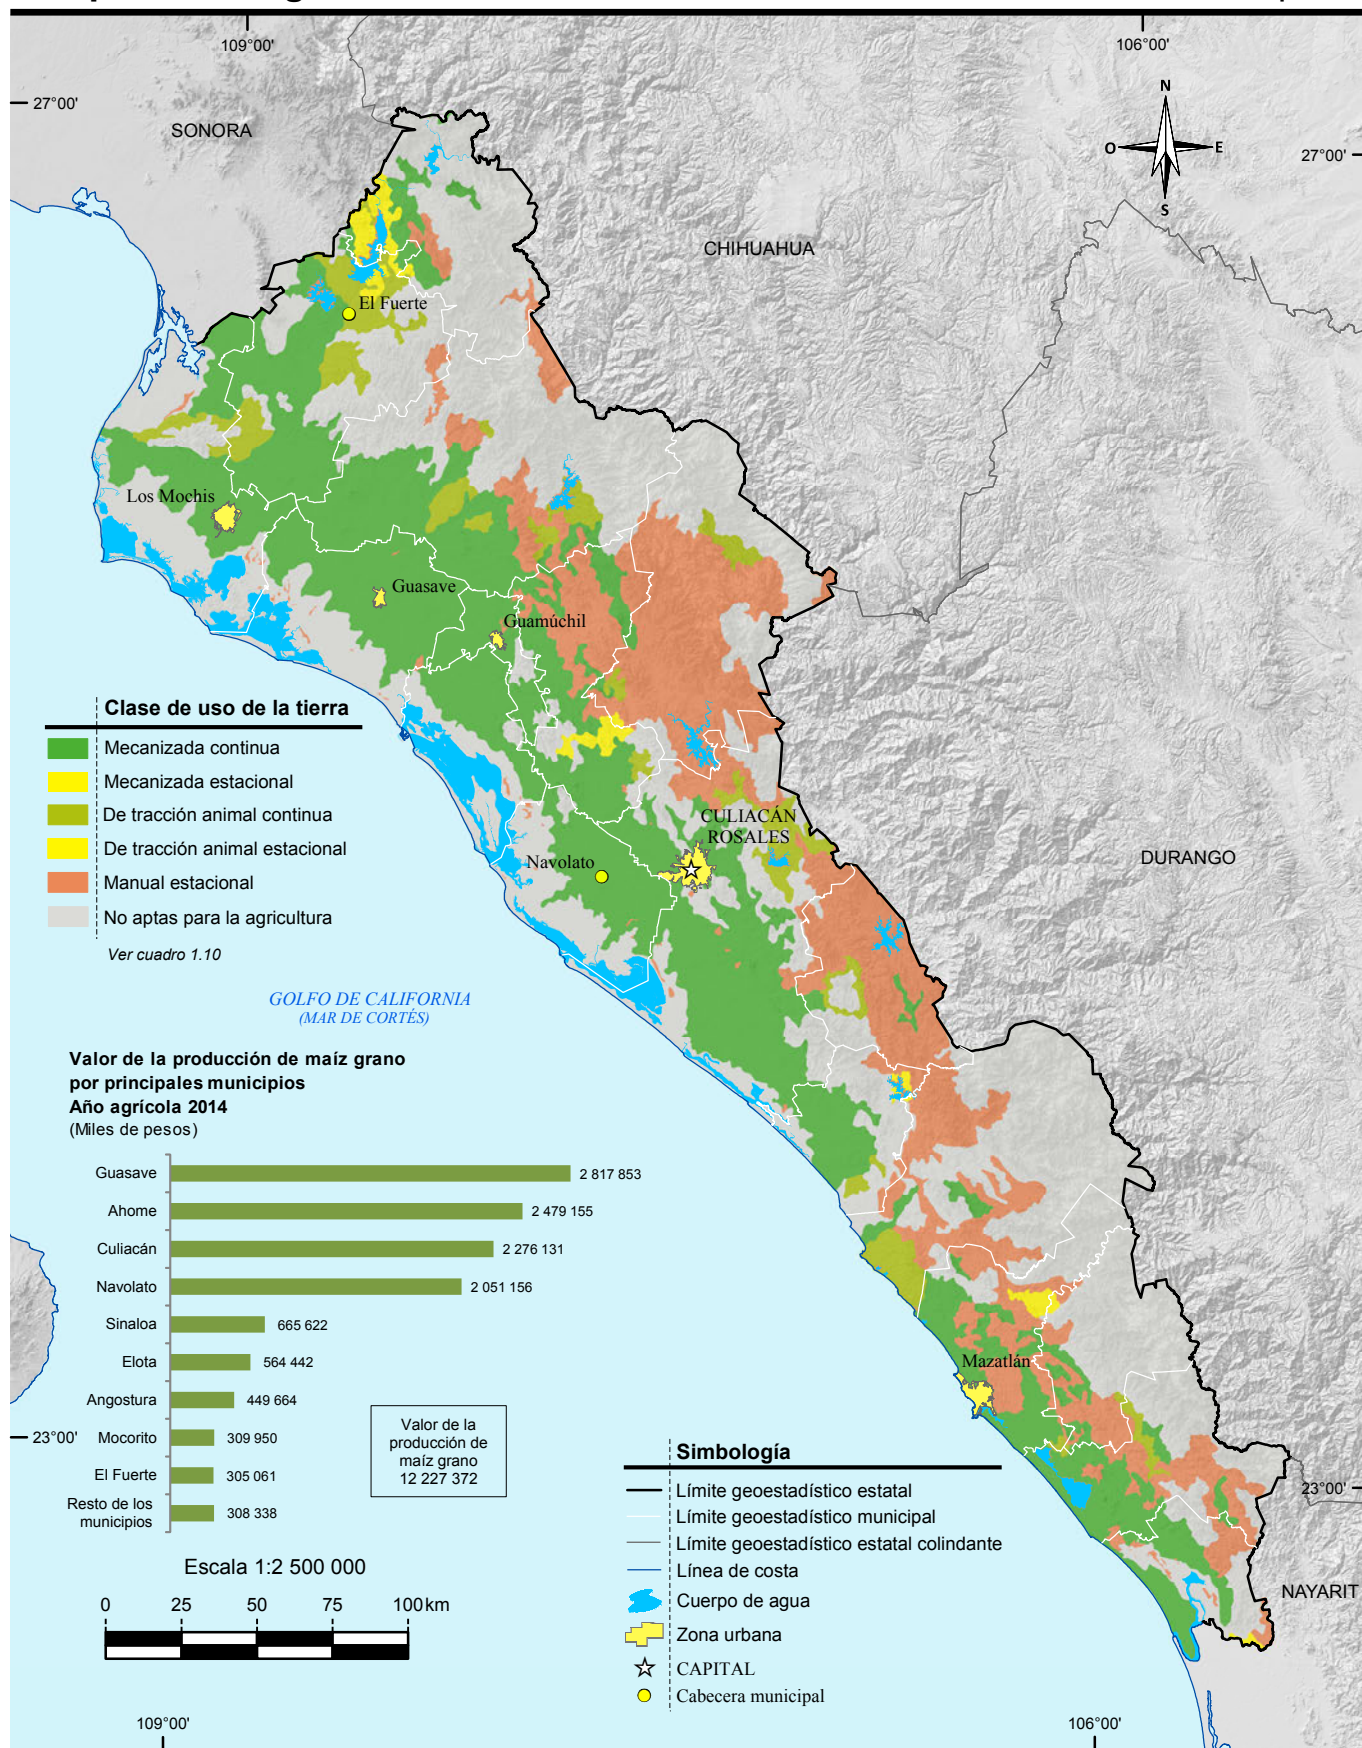 109°00'
106°00'
27°00'
27°00'
N
O
E
S
SONORA
CHIHUAHUA
El Fuerte
Los Mochis
Guasave
Guamúchil
CULIACÁN
ROSALES
Navolato
DURANGO
Mazatlán
NAYARIT
Clase de uso de la tierra
Mecanizada continua
Mecanizada estacional
De tracción animal continua
De tracción animal estacional
Manual estacional
No aptas para la agricultura
Ver cuadro 1.10
GOLFO DE CALIFORNIA
(MAR DE CORTÉS)
Valor de la producción de maíz grano
por principales municipios
Año agrícola 2014
(Miles de pesos)
Guasave 2 817 853
Ahome 2 479 155
Culiacán 2 276 131
Navolato 2 051 156
Sinaloa 665 622
Elota 564 442
Angostura 449 664
Mocorito 309 950
El Fuerte 305 061
Resto de los
municipios 308 338
Valor de la
producción de
maíz grano
12 227 372
23°00'
23°00'
Escala 1:2 500 000
0 25 50 75 100 km
Simbología
Límite geoestadístico estatal
Límite geoestadístico municipal
Límite geoestadístico estatal colindante
Línea de costa
Cuerpo de agua
Zona urbana
CAPITAL
Cabecera municipal
109°00'
106°00'